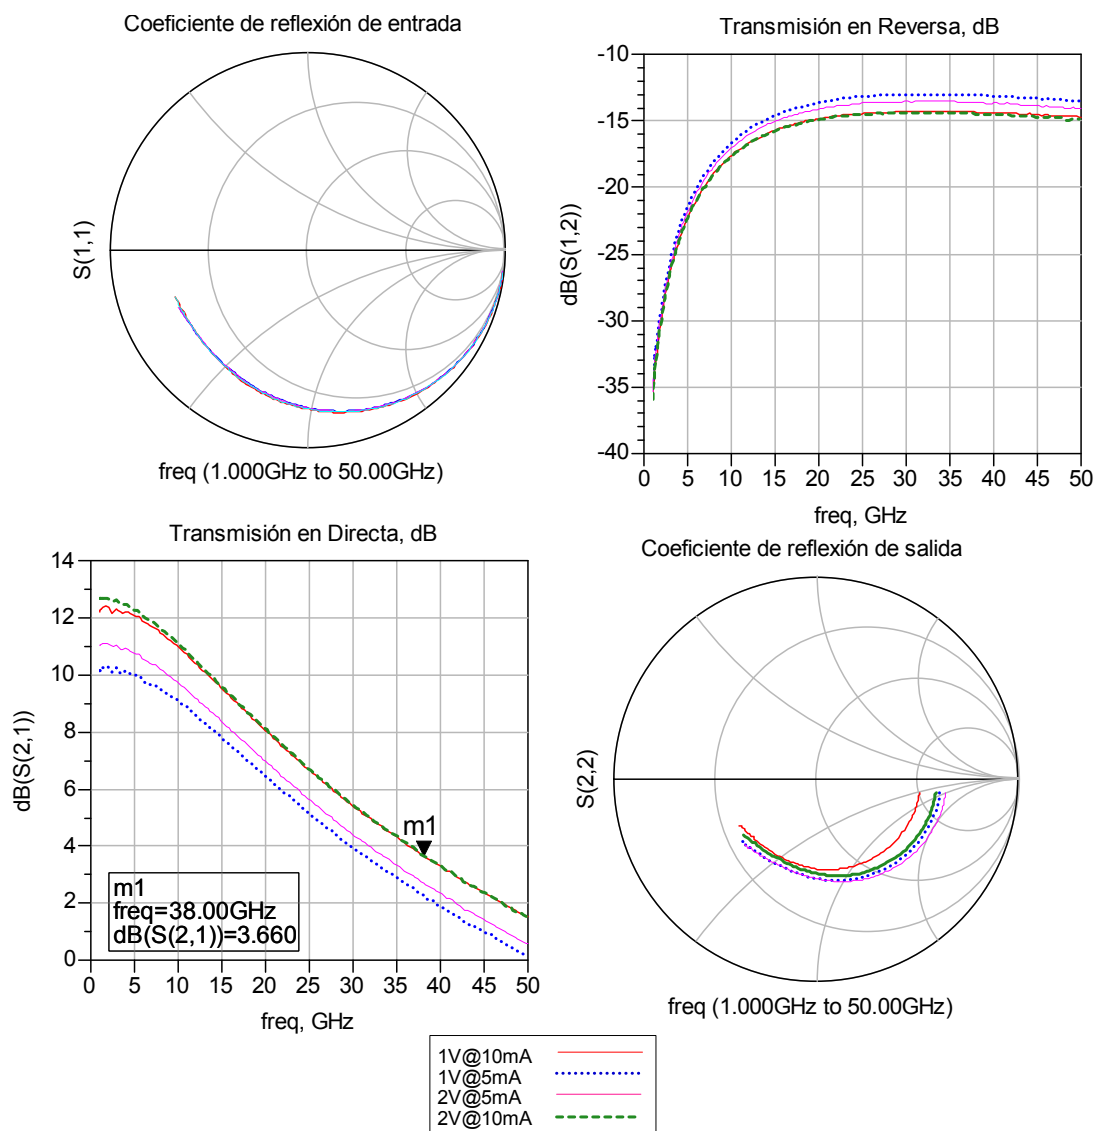 Coeficiente de reflexión de entrada
S(1,1)
freq (1.000GHz to 50.00GHz)
Transmisión en Reversa, dB
dB(S(1,2))
-10
-15
-20
-25
-30
-35
-40
0 5 10 15 20 25 30 35 40 45 50
freq, GHz
Transmisión en Directa, dB
dB(S(2,1))
14
12
10
8
6
4
2
0
m1
m1
freq=38.00GHz
dB(S(2,1))=3.660
0 5 10 15 20 25 30 35 40 45 50
freq, GHz
Coeficiente de reflexión de salida
S(2,2)
freq (1.000GHz to 50.00GHz)
1V@10mA
1V@5mA
2V@5mA
2V@10mA